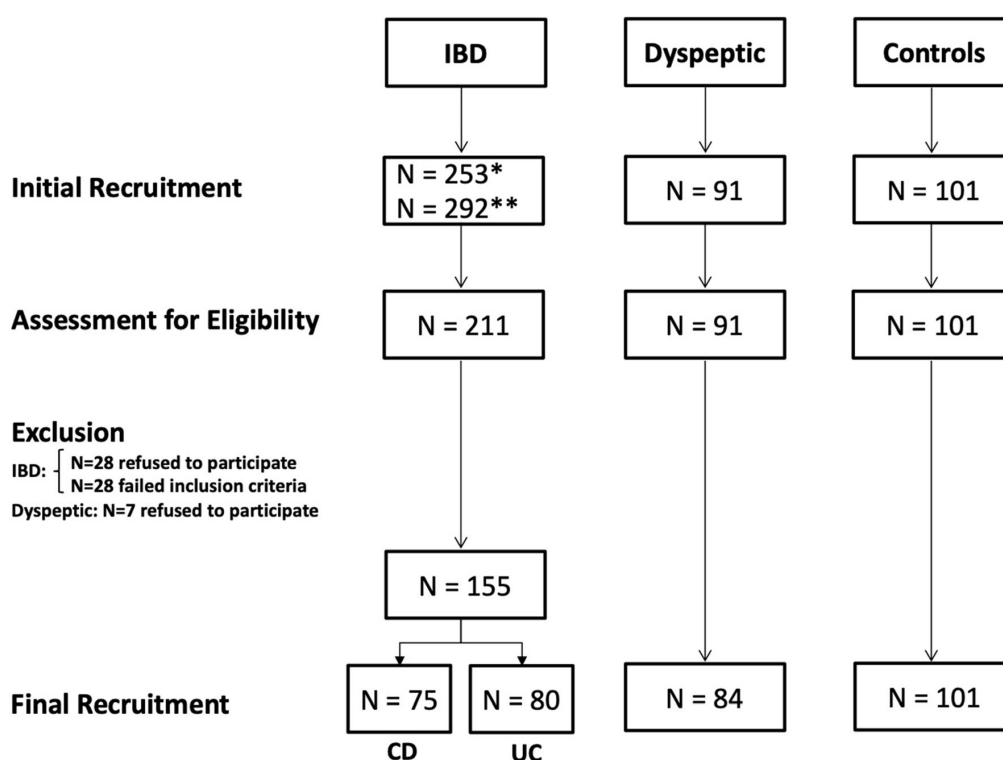 IBD
Dyspeptic
Controls
Initial Recruitment
N = 253*
N = 292**
N = 91
N = 101
Assessment for Eligibility
N = 211
N = 91
N = 101
Exclusion
IBD:
N=28 refused to participate
N=28 failed inclusion criteria
Dyspeptic: N=7 refused to participate
N = 155
Final Recruitment
N = 75
N = 80
N = 84
N = 101
CD
UC